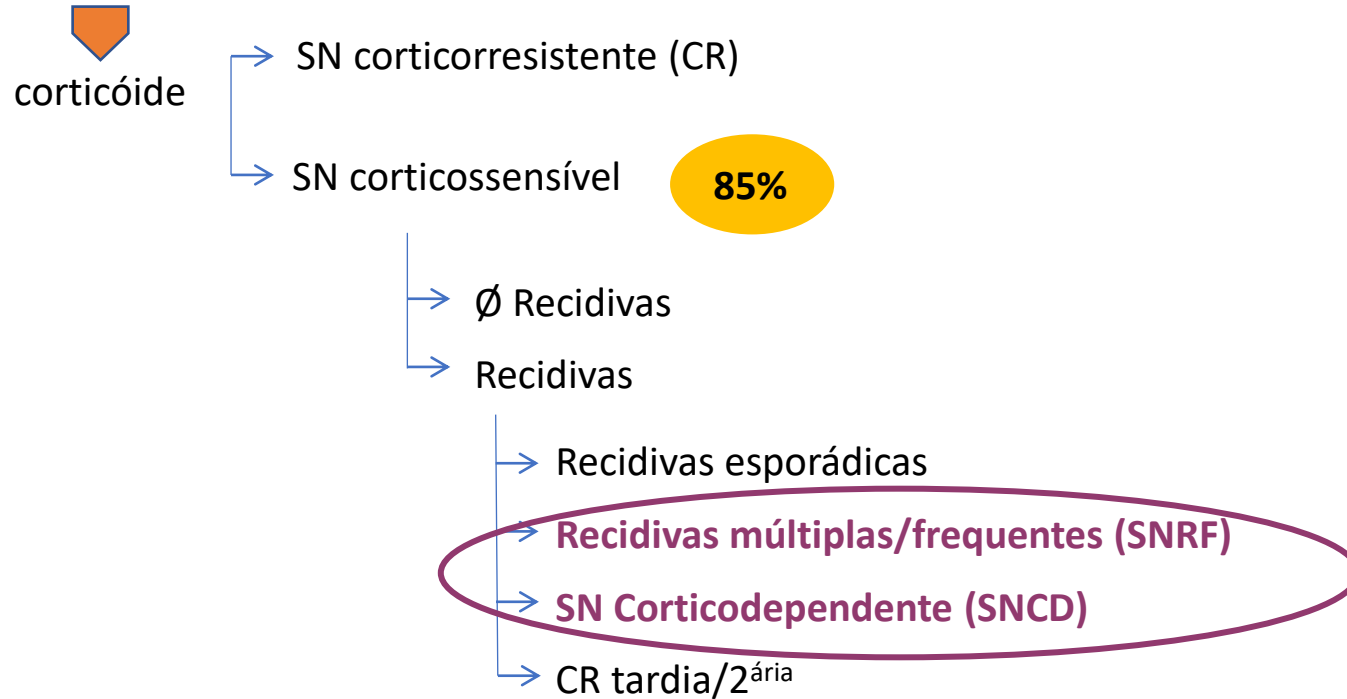 corticóide
SN corticorresistente (CR)
SN corticossensível
85%
Ø Recidivas
Recidivas
Recidivas esporádicas
Recidivas múltiplas/frequentes (SNRF)
SN Corticodependente (SNCD)
CR tardia/2ária